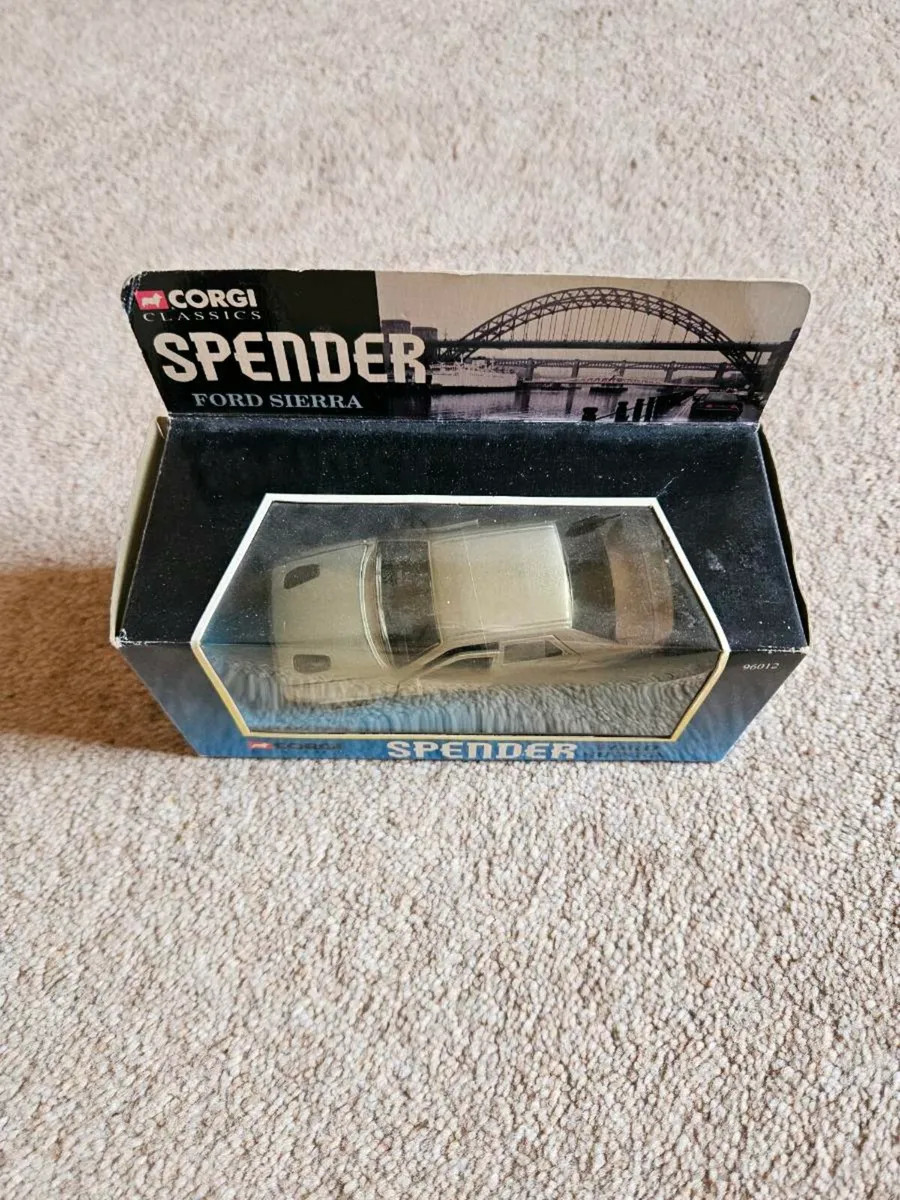 CORGI
CLASSICS
SPENDER
FORD SIERRA
96012
CORGI
SPENDER